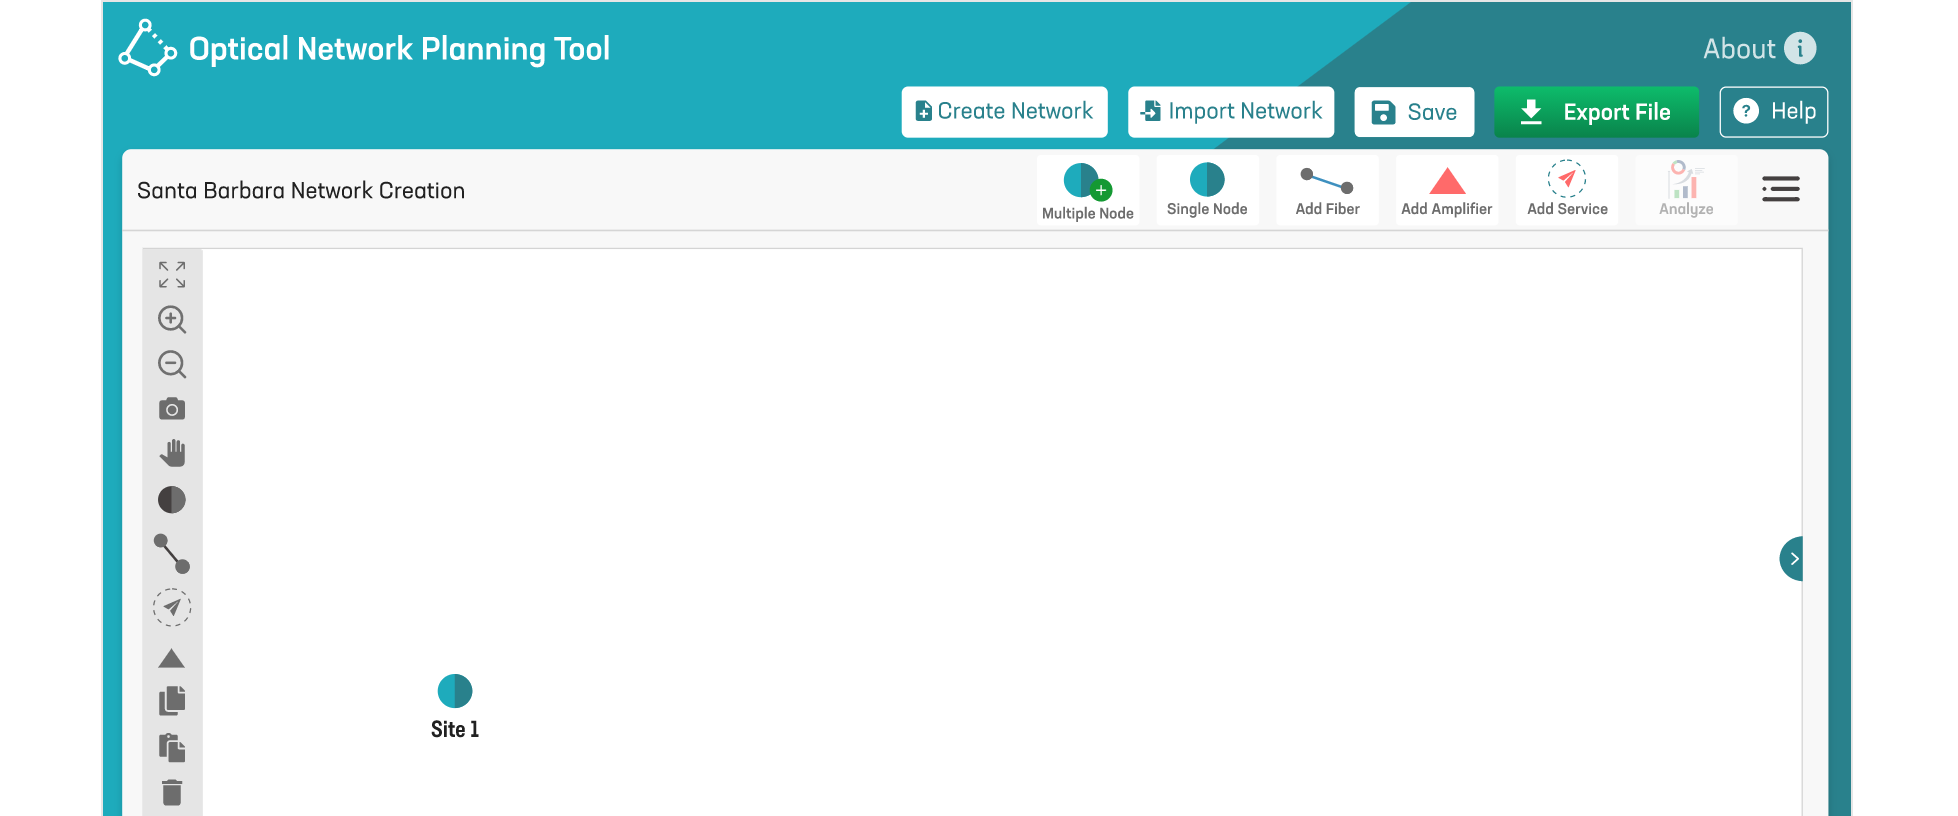 Optical Network Planning Tool
About
Create Network
Import Network
Save
Export File
Help
Santa Barbara Network Creation
Multiple Node
Single Node
Add Fiber
Add Amplifier
Add Service
Analyze
Site 1